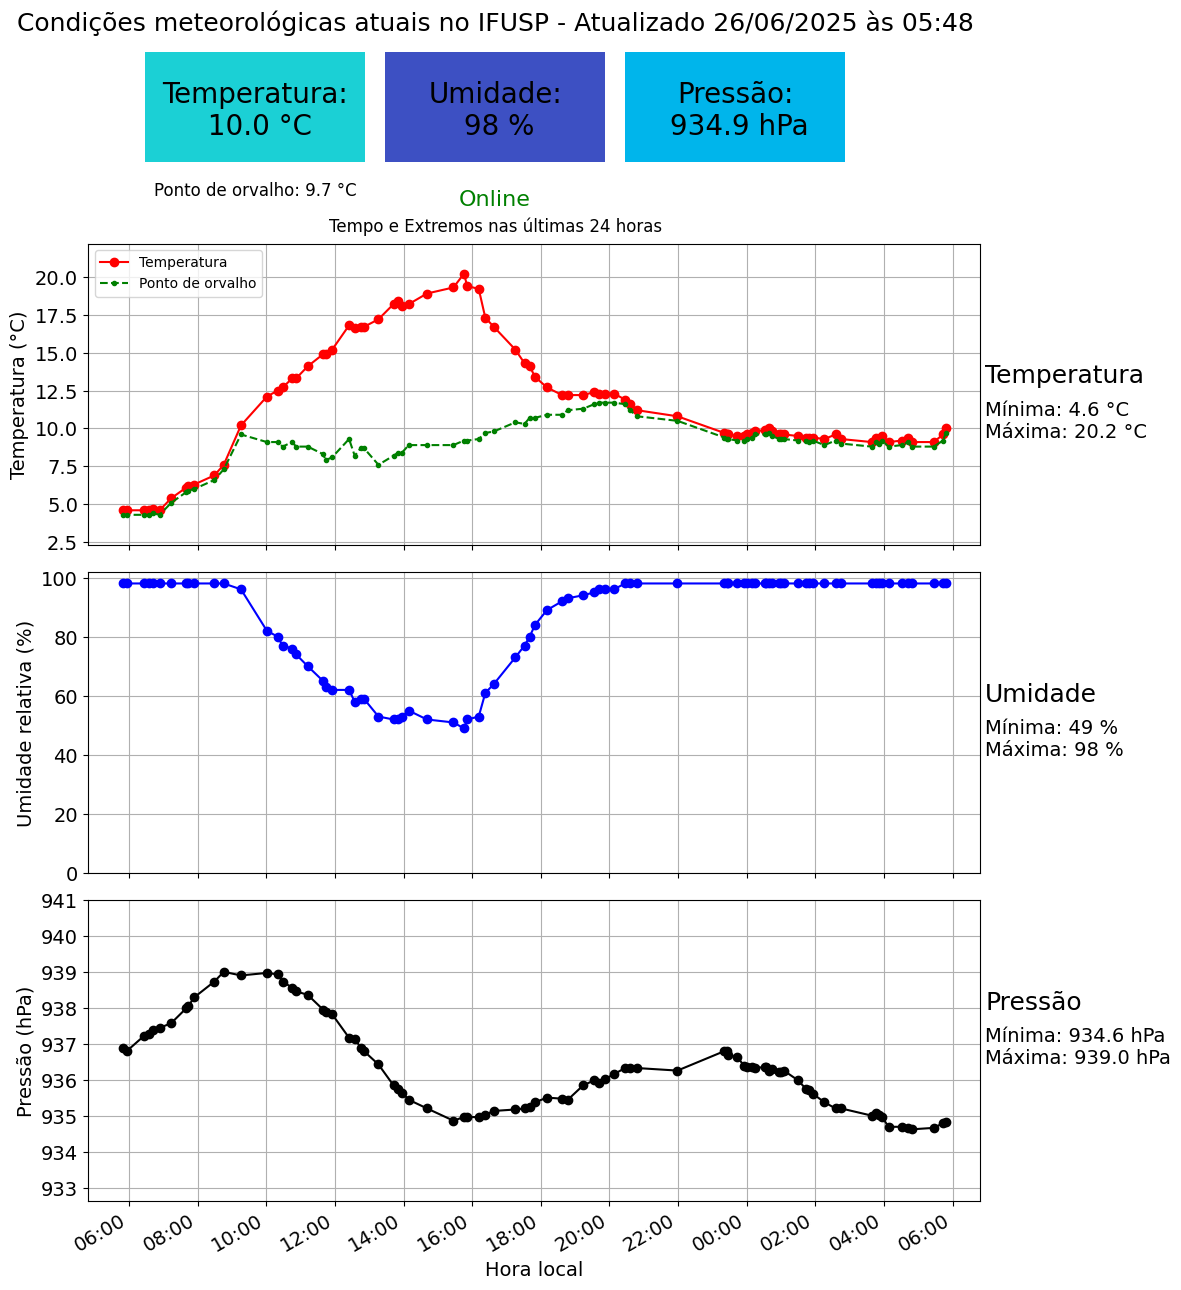 Condições meteorológicas atuais no IFUSP - Atualizado 26/06/2025 às 05:48
Temperatura:
10.0 °C
Umidade:
98 %
Pressão:
934.9 hPa
Ponto de orvalho: 9.7 °C
Online
Tempo e Extremos nas últimas 24 horas
Temperatura
Ponto de orvalho
Temperatura (°C)
20.0
17.5
15.0
12.5
10.0
7.5
5.0
2.5
Temperatura
Mínima: 4.6 °C
Máxima: 20.2 °C
Umidade relativa (%)
100
80
60
40
20
0
Umidade
Mínima: 49 %
Máxima: 98 %
Pressão (hPa)
941
940
939
938
937
936
935
934
933
Pressão
Mínima: 934.6 hPa
Máxima: 939.0 hPa
06:00 08:00 10:00 12:00 14:00 16:00 18:00 20:00 22:00 00:00 02:00 04:00 06:00
Hora local